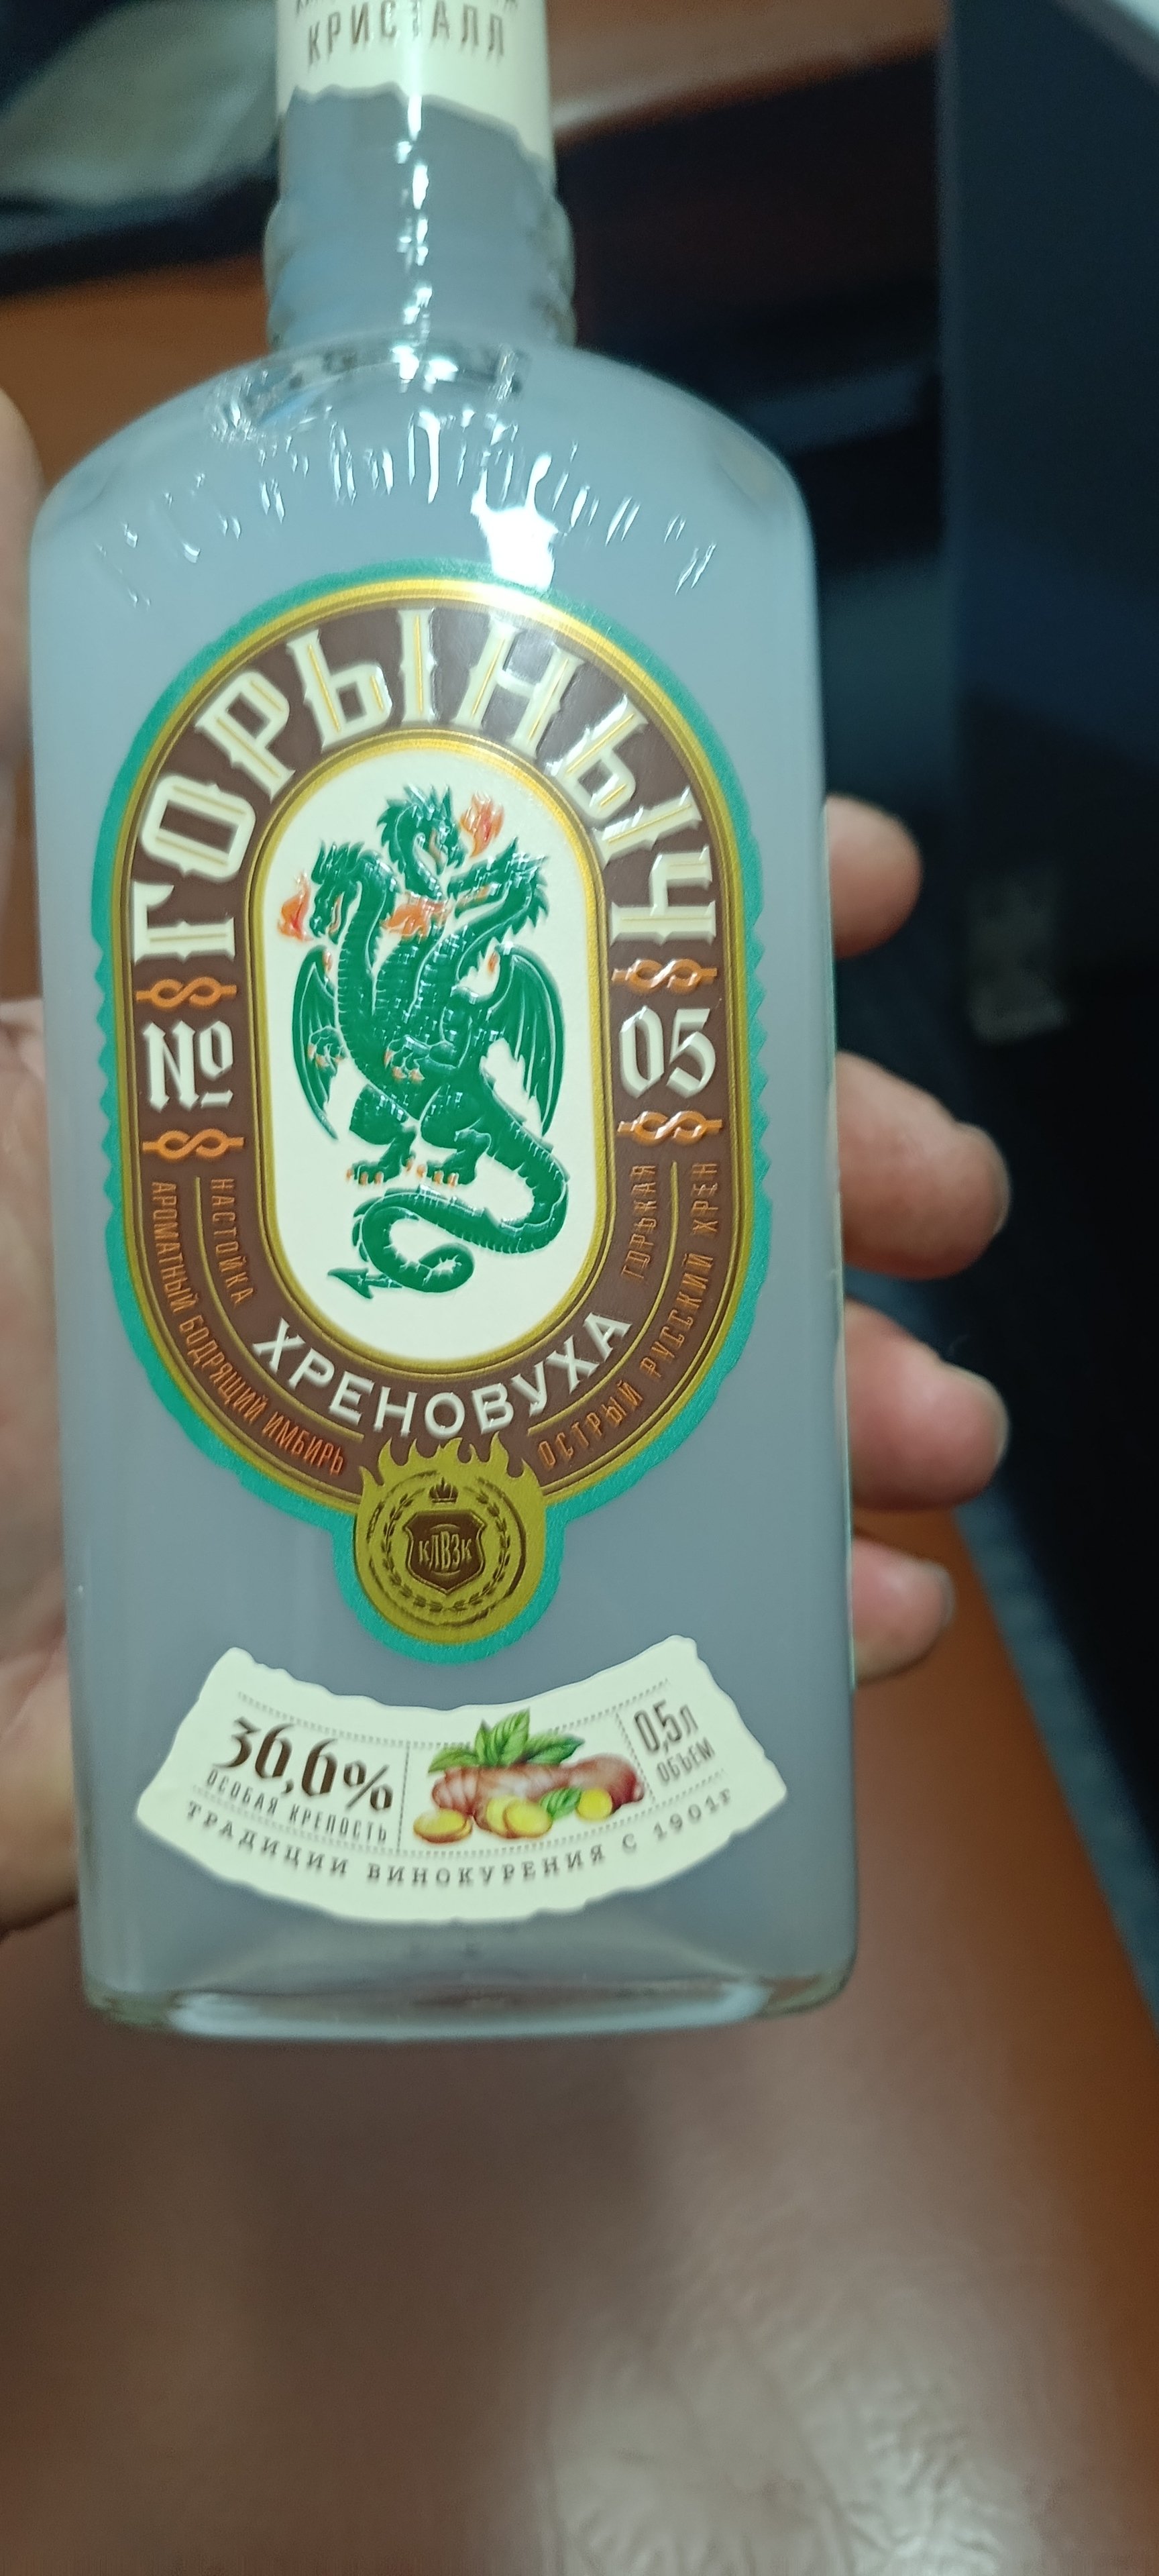 КРИСТАЛЛ
ГОРЫНЫЧ
№ 05
НАСТОЙКА ГОРЬКАЯ
ХРЕНОВУХА
АРОМАТНЫЙ БОДРЯЩИЙ ИМБИРЬ
ОСТРЫЙ РУССКИЙ ХРЕН
КЛВЗК
36,6%
ОСОБАЯ КРЕПОСТЬ
0,5л
ОБЪЕМ
ТРАДИЦИИ ВИНОКУРЕНИЯ С 1901г